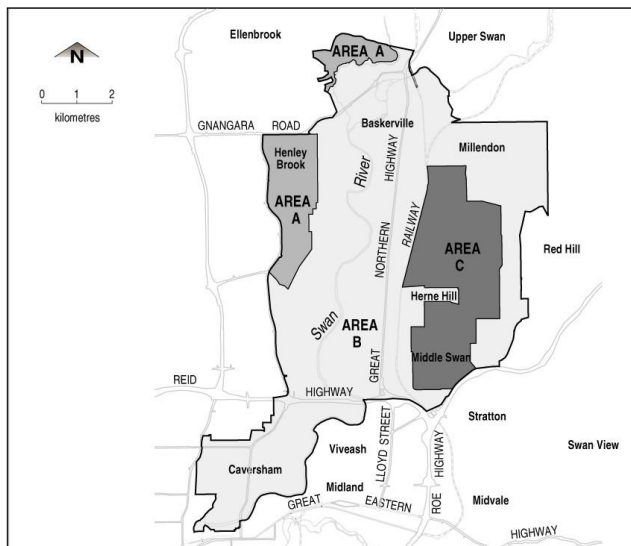 Ellenbrook
AREA A
Upper Swan
N
0 1 2
kilometres
GNANGARA ROAD
Baskerville
Henley
Brook
AREA
A
River
HIGHWAY
Millendon
NORTHERN
RAILWAY
AREA
C
Red Hill
Herne Hill
Swan
AREA
B
GREAT
Middle Swan
REID
HIGHWAY
Stratton
Swan View
LLOYD STREET
HIGHWAY
ROE
Viveash
Caversham
Midland
GREAT
EASTERN
Midvale
HIGHWAY